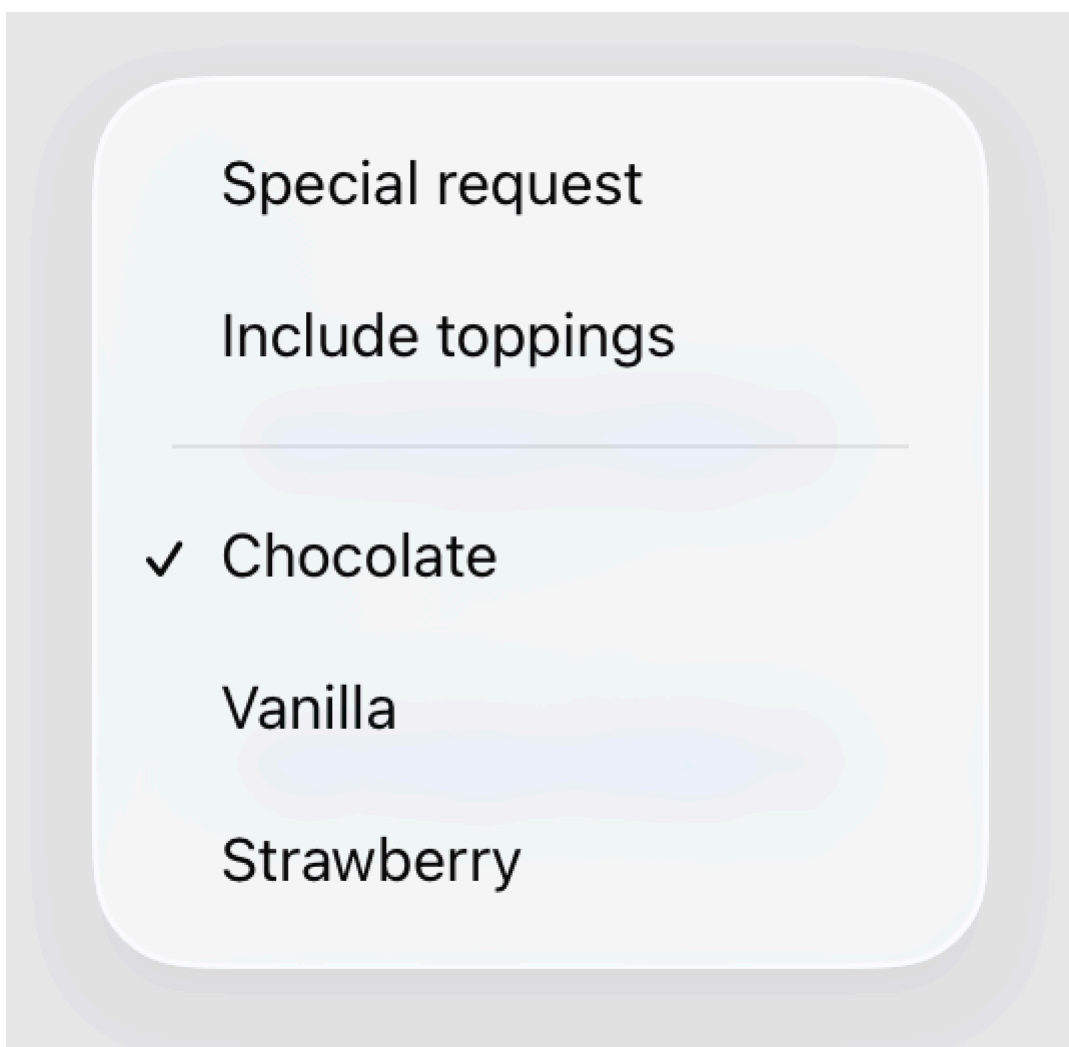 Special request
Include toppings
✓ Chocolate
Vanilla
Strawberry